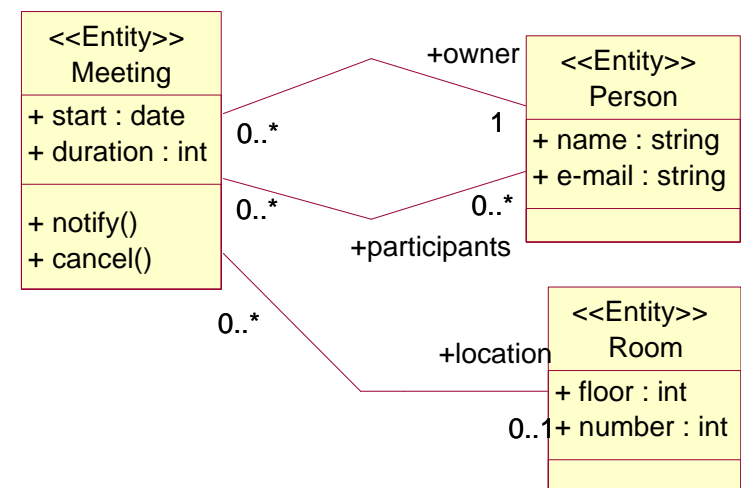 <<Entity>>
Meeting
+ start : date
+ duration : int
+ notify()
+ cancel()
+owner
0..*
1
<<Entity>>
Person
+ name : string
+ e-mail : string
0..*
0..*
+participants
0..*
+location
0..1
<<Entity>>
Room
+ floor : int
+ number : int